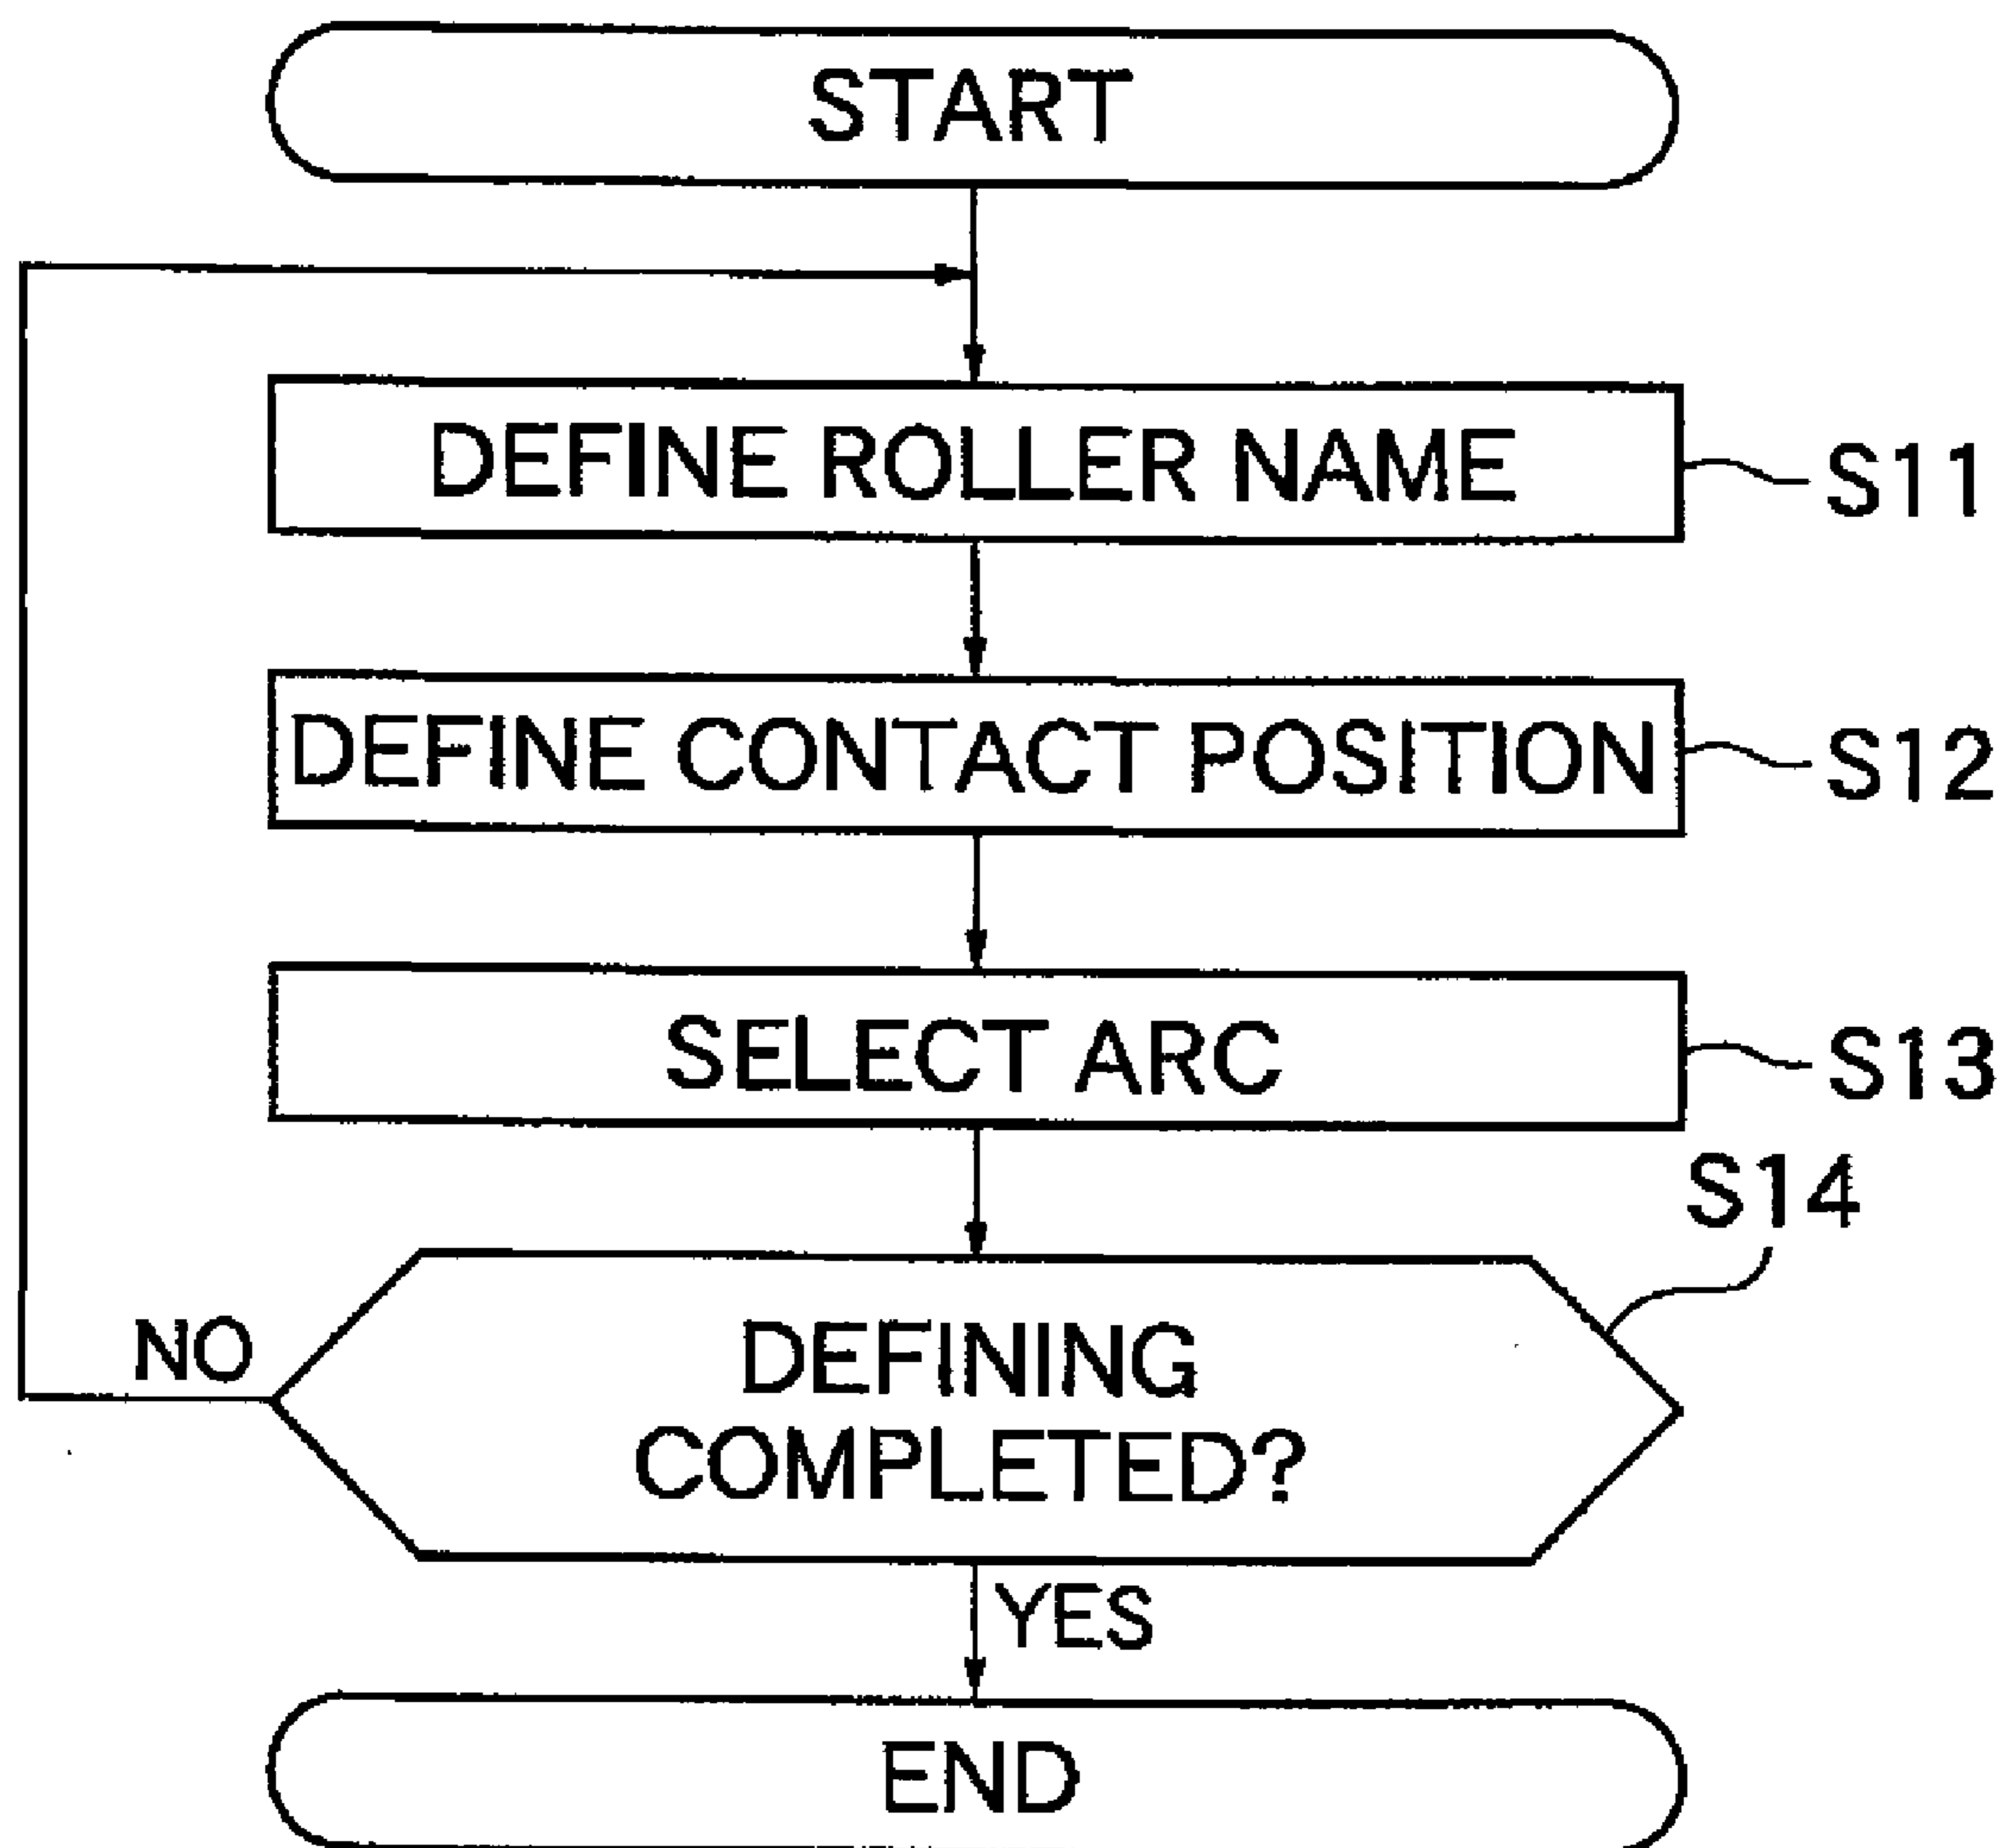 START
DEFINE ROLLER NAME
S11
DEFINE CONTACT POSITION
S12
SELECT ARC
S13
S14
NO
DEFINING
COMPLETED?
YES
END